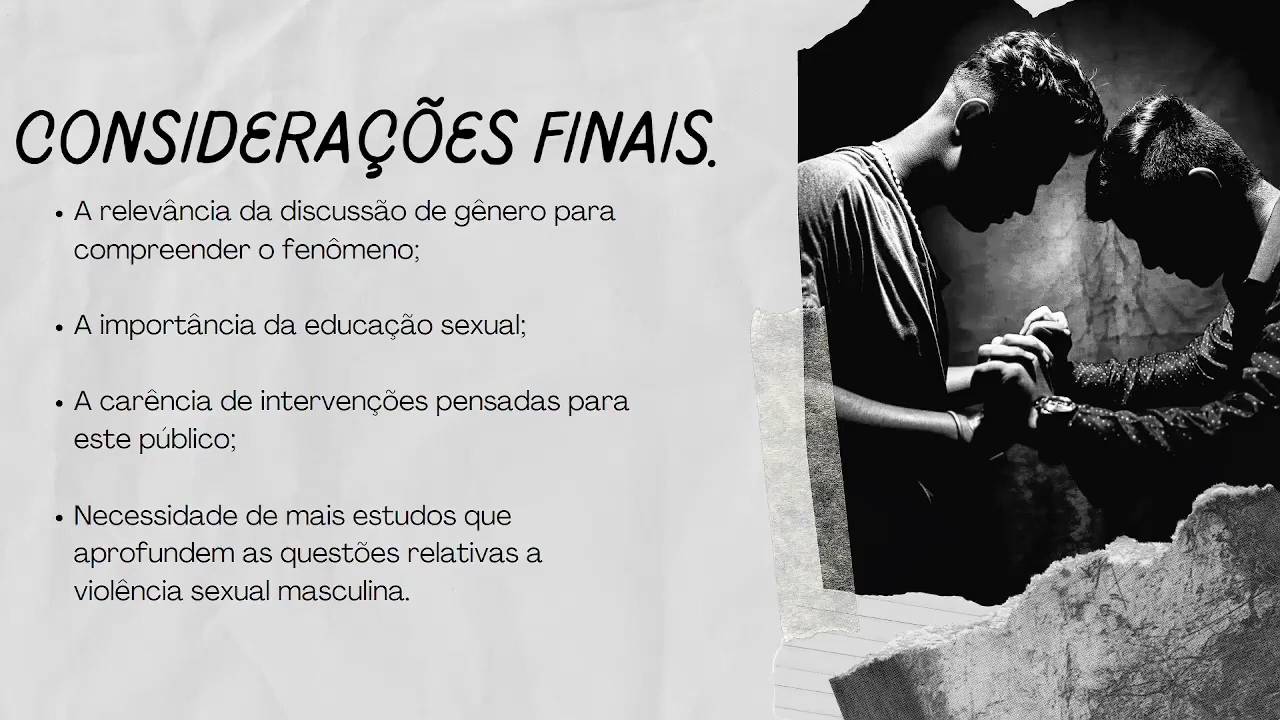 CONSIDERAÇÕES FINAIS.
• A relevância da discussão de gênero para
compreender o fenômeno;
• A importância da educação sexual;
• A carência de intervenções pensadas para
este público;
• Necessidade de mais estudos que
aprofundem as questões relativas a
violência sexual masculina.